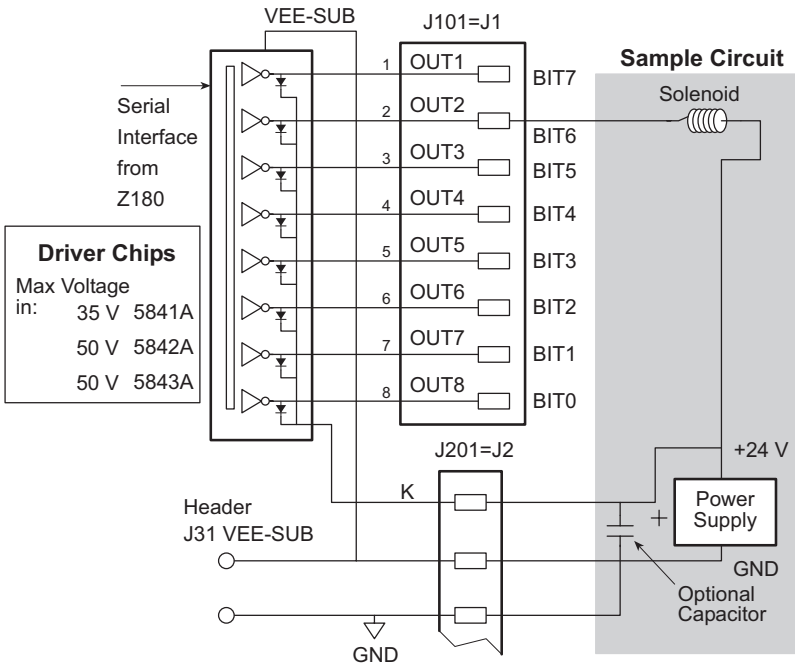 VEE-SUB
J101=J1
Sample Circuit
Serial
Interface
from
Z180
1
OUT1
BIT7
2
OUT2
BIT6
3
OUT3
BIT5
4
OUT4
BIT4
5
OUT5
BIT3
6
OUT6
BIT2
7
OUT7
BIT1
8
OUT8
BIT0
Solenoid
Driver Chips
Max Voltage
in:
35 V 5841A
50 V 5842A
50 V 5843A
J201=J2
K
Header
J31 VEE-SUB
GND
+24 V
+
Power
Supply
GND
Optional
Capacitor